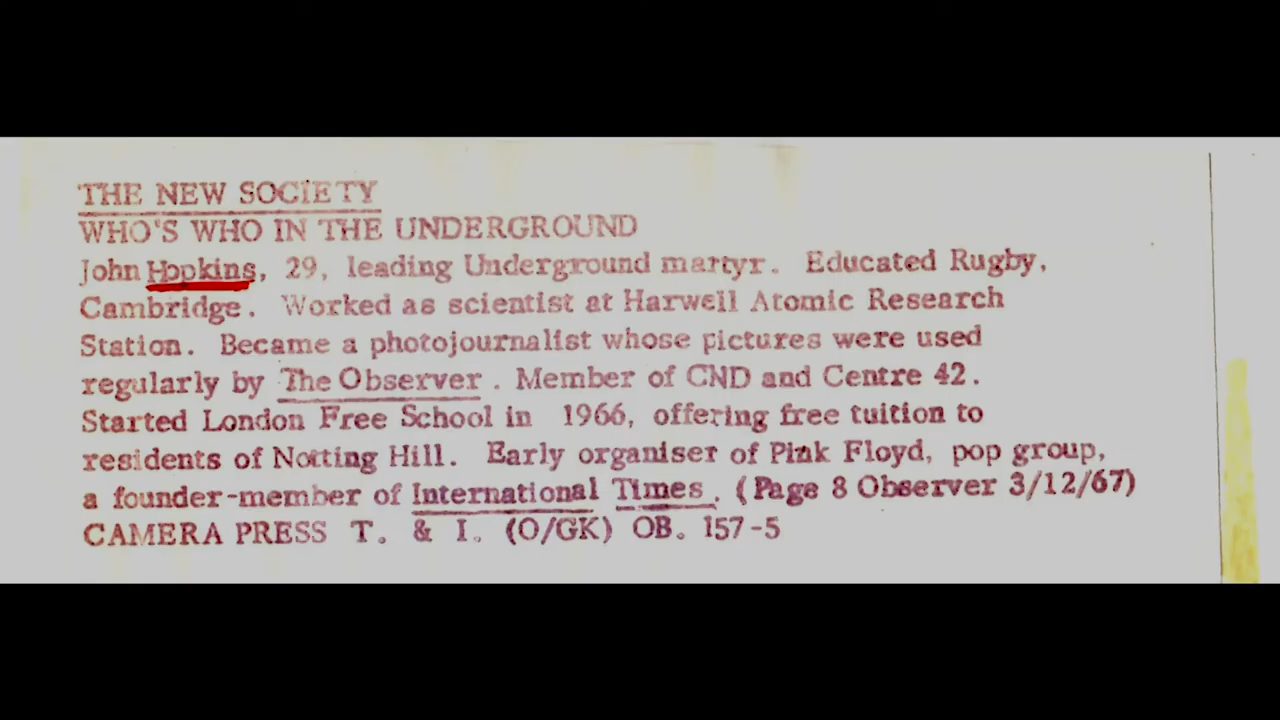 THE NEW SOCIETY
WHO'S WHO IN THE UNDERGROUND
John Hopkins, 29, leading Underground martyr. Educated Rugby,
Cambridge. Worked as scientist at Harwell Atomic Research
Station. Became a photojournalist whose pictures were used
regularly by The Observer. Member of CND and Centre 42.
Started London Free School in 1966, offering free tuition to
residents of Notting Hill. Early organiser of Pink Floyd, pop group,
a founder-member of International Times. (Page 8 Observer 3/12/67)
CAMERA PRESS T. & I. (O/GK) OB. 157-5